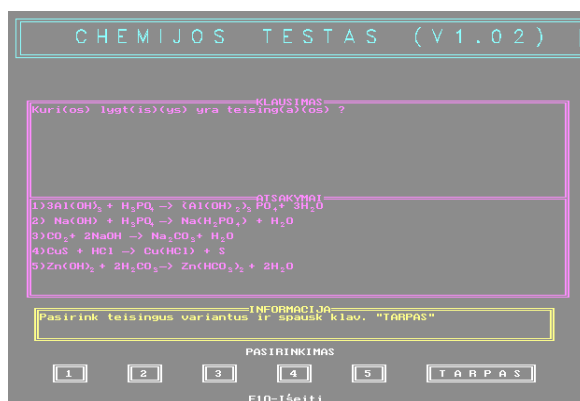 CHEMIJOS TESTAS (V1.02)
KLAUSIMAS
Kuri(os) lygt(is)(ys) yra teising(a)(os) ?
ATSAKYMAI
1)3Al(OH)₃ + H₃PO₄ —> (Al(OH)₂)₃ PO₄+ 3H₂O
2) Na(OH) + H₃PO₄ —> Na(H₂PO₄) + H₂O
3)CO₂+ 2NaOH —> Na₂CO₃+ H₂O
4)CuS + HCl —> Cu(HCl) + S
5)Zn(OH)₂ + 2H₂CO₃—> Zn(HCO₃)₂ + 2H₂O
INFORMACIJA
Pasirink teisingus variantus ir spausk klav. "TARPAS"
PASIRINKIMAS
1 2 3 4 5 TARPAS
F10-Išeiti